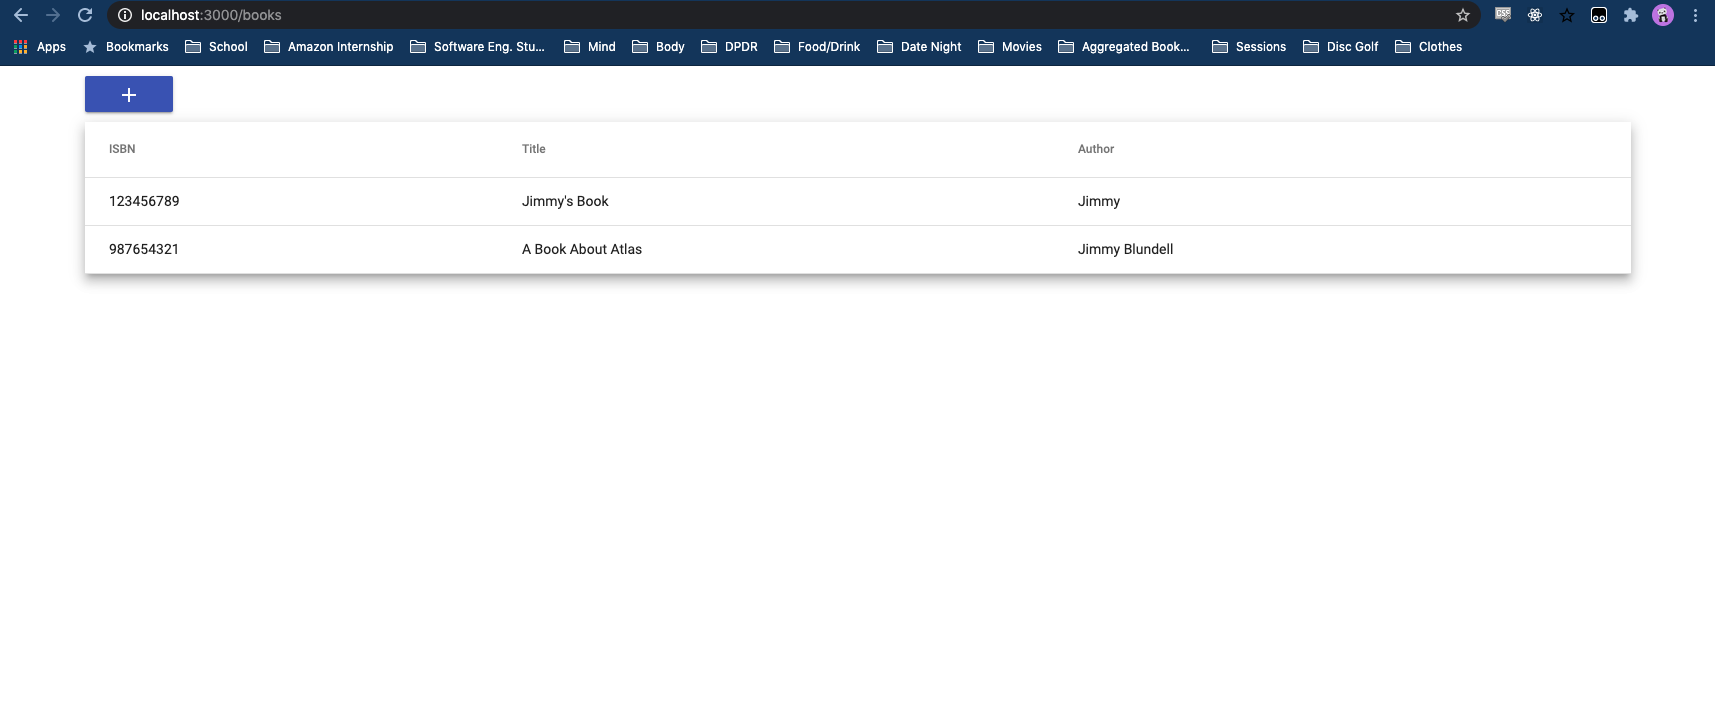 localhost:3000/books
Apps Bookmarks School Amazon Internship Software Eng. Stu... Mind Body DPDR Food/Drink Date Night Movies Aggregated Book... Sessions Disc Golf Clothes
+
ISBN Title Author
123456789 Jimmy's Book Jimmy
987654321 A Book About Atlas Jimmy Blundell